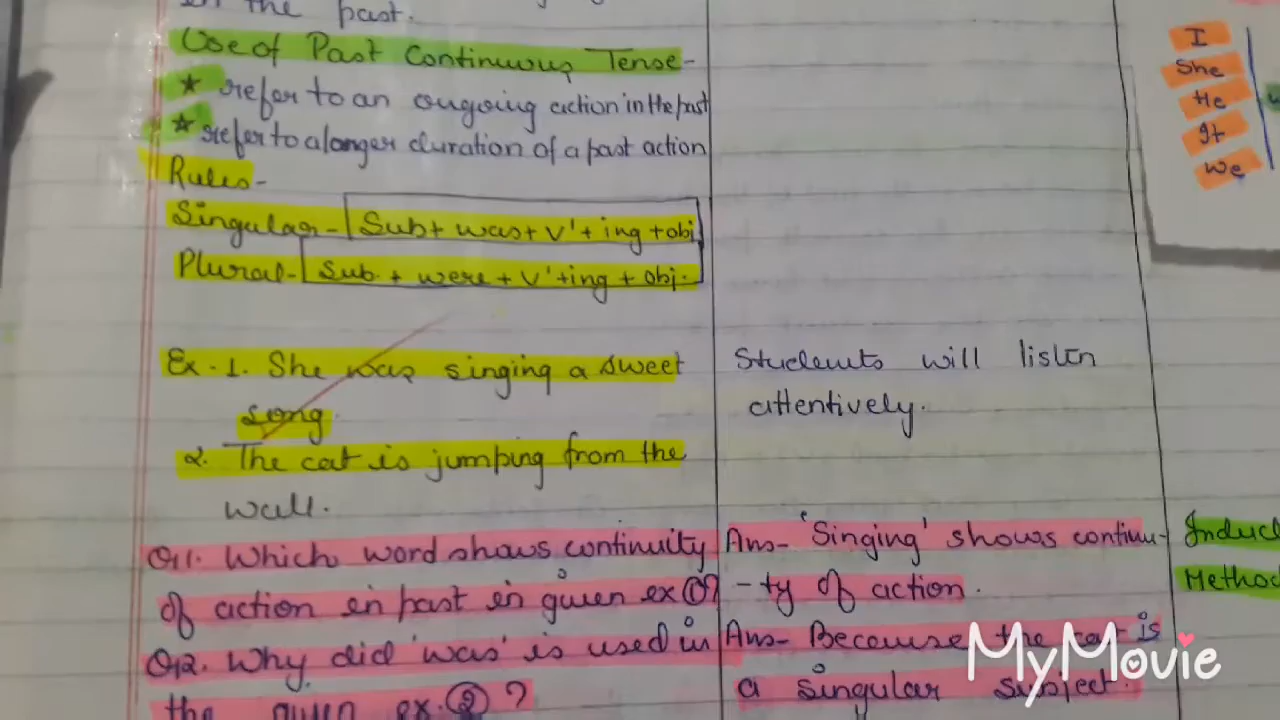 the past.
Use of Past Continuous Tense-
★ refer to an ongoing action in the past
★ refer to a longer duration of a past action
Rules-
Singular- Sub+ was+ V'+ ing +obj
Plural- Sub. + were + V'+ing + obj.
Ex. 1. She was singing a sweet
song.
2. The cat is jumping from the
wall.
Students will listen
attentively.
Q1. Which word shows continuity
of action in past in given ex ①?
Ans- 'Singing' shows continu-
-ty of action.
Q2. Why did 'was' is used in
the given ex. ② ?
Ans- Because the cat is
a singular subject.
Induc
Method
I
She
He
It
We
MyMovie